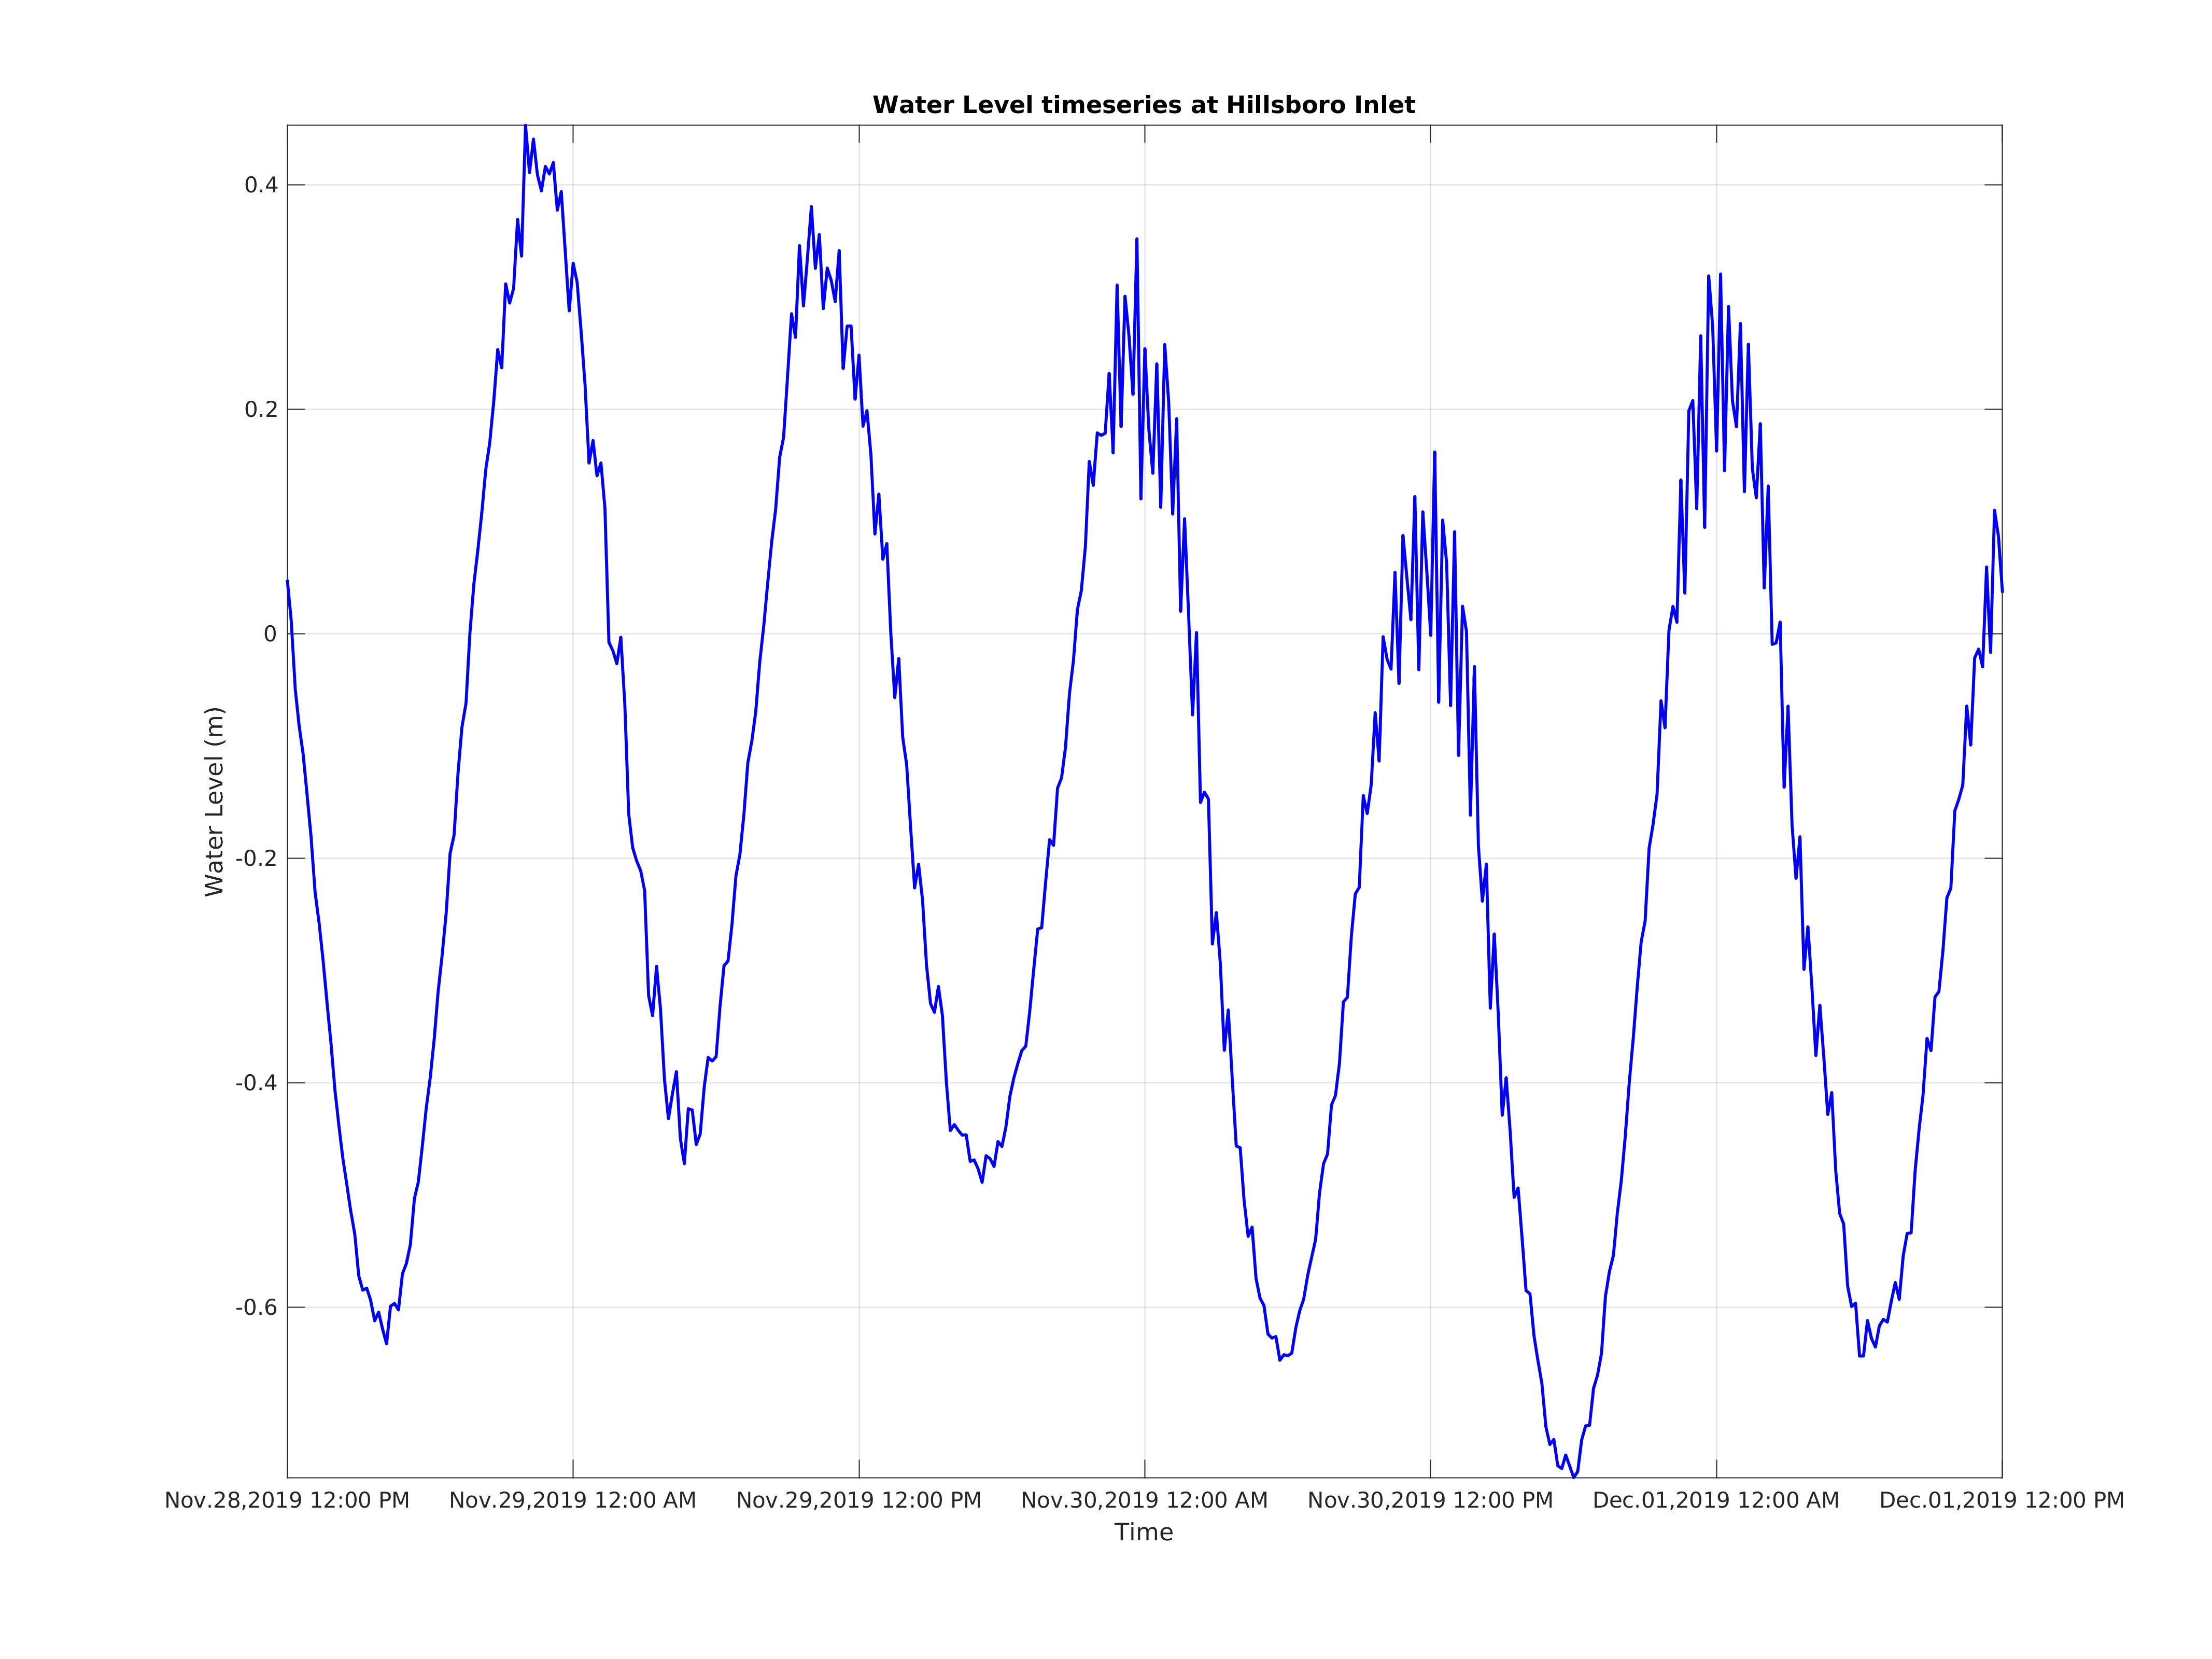 Water Level timeseries at Hillsboro Inlet
0.4
0.2
0
-0.2
-0.4
-0.6
Water Level (m)
Nov.28,2019 12:00 PM
Nov.29,2019 12:00 AM
Nov.29,2019 12:00 PM
Nov.30,2019 12:00 AM
Nov.30,2019 12:00 PM
Dec.01,2019 12:00 AM
Dec.01,2019 12:00 PM
Time